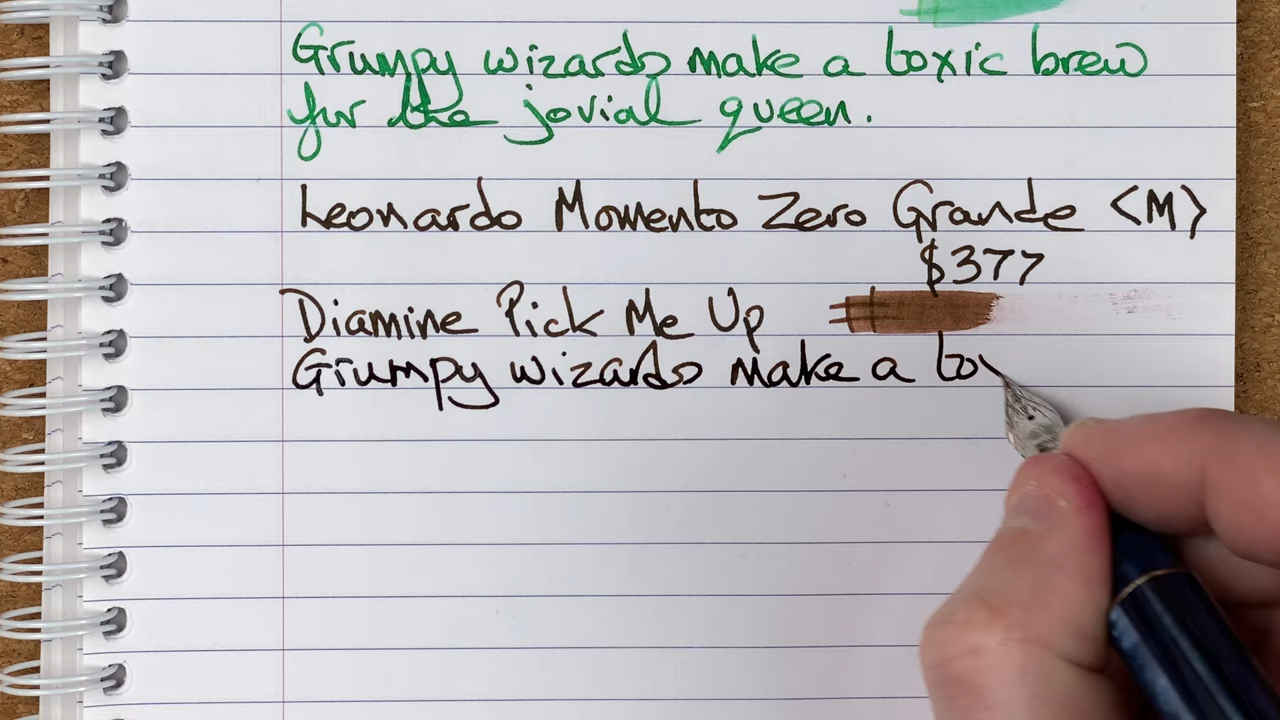 Grumpy wizards make a toxic brew
for the jovial queen.
Leonardo Momento Zero Grande <M>
$377
Diamine Pick Me Up
Grumpy wizards make a tox